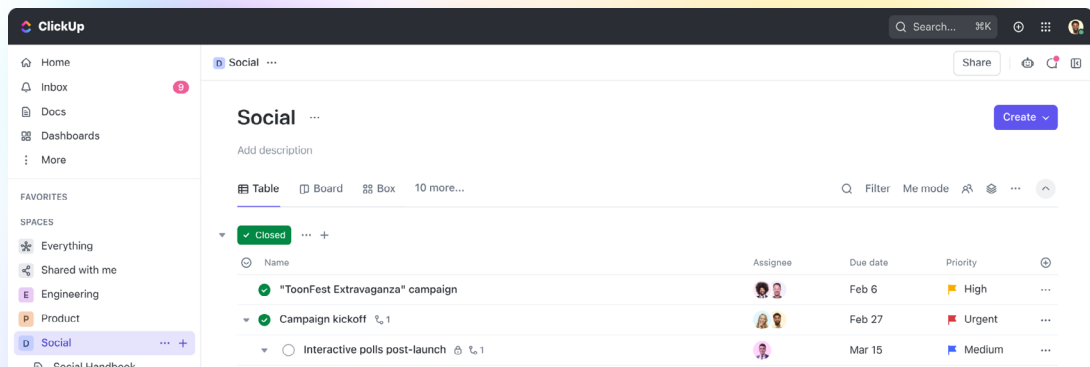 ClickUp
Search... ⌘K
Home
Inbox 9
Docs
Dashboards
More
FAVORITES
SPACES
Everything
Shared with me
E Engineering
P Product
D Social
Social Handbook
D Social ···
Share
Social ···
Create
Add description
Table Board Box 10 more...
Filter Me mode
Closed
Name Assignee Due date Priority
"ToonFest Extravaganza" campaign Feb 6 High
Campaign kickoff 1 Feb 27 Urgent
Interactive polls post-launch 1 Mar 15 Medium